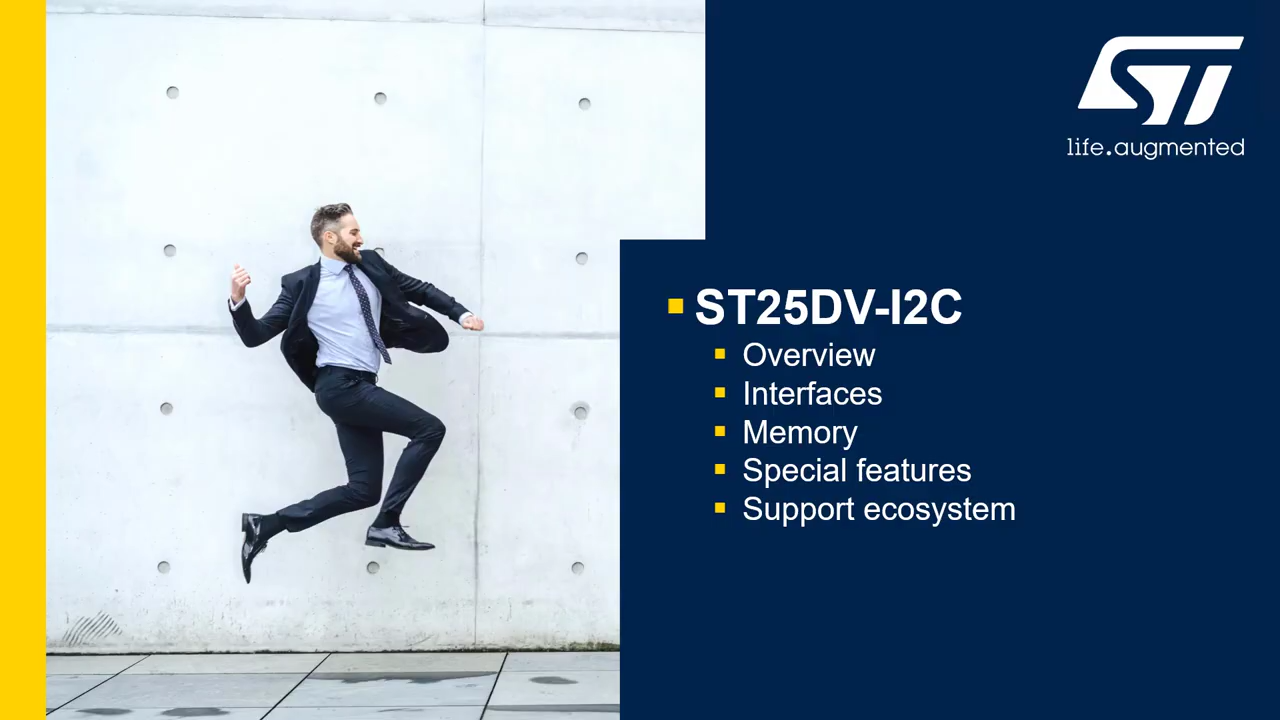 ST
life.augmented
ST25DV-I2C
Overview
Interfaces
Memory
Special features
Support ecosystem